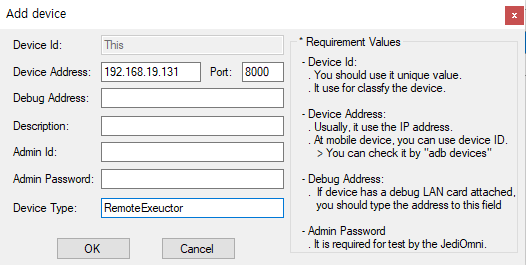 Add device
x
Device Id: This
Device Address: 192.168.19.131 Port: 8000
Debug Address:
Description:
Admin Id:
Admin Password:
Device Type: RemoteExeuctor
OK Cancel
* Requirement Values
- Device Id:
. You should use it unique value.
. It use for classfy the device.
- Device Address:
. Usually, it use the IP address.
. At mobile device, you can use device ID.
> You can check it by "adb devices"
- Debug Address:
. If device has a debug LAN card attached,
you should type the address to this field
- Admin Password
. It is required for test by the JediOmni.